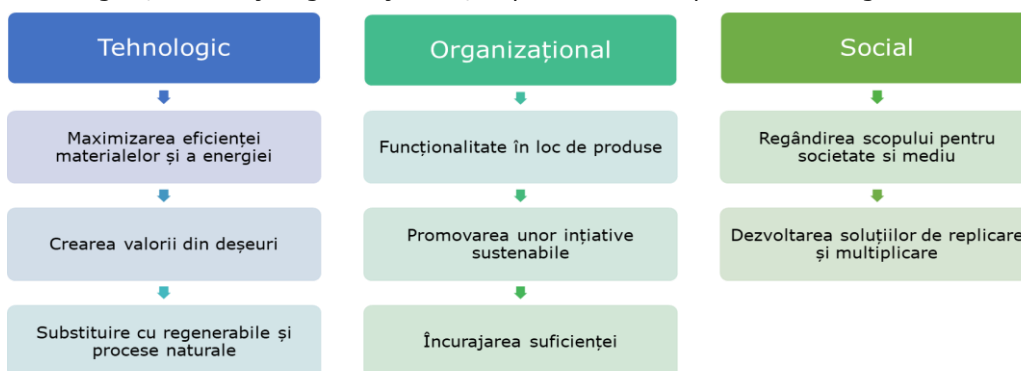 Tehnologic
Maximizarea eficienței
materialelor și a energiei
Crearea valorii din deșeuri
Substituire cu regenerabile și
procese naturale
Organizațional
Funcționalitate în loc de produse
Promovarea unor ințiative
sustenabile
Încurajarea suficienței
Social
Regândirea scopului pentru
societate si mediu
Dezvoltarea soluțiilor de replicare
și multiplicare